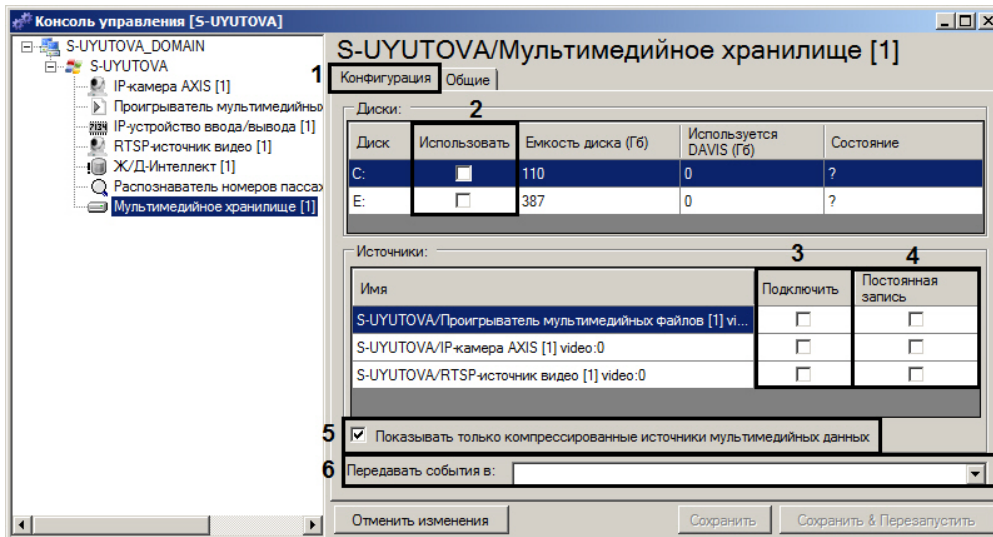 Консоль управления [S-UYUTOVA]
S-UYUTOVA_DOMAIN
S-UYUTOVA
IP-камера AXIS [1]
Проигрыватель мультимедийны
IP-устройство ввода/вывода [1]
RTSP-источник видео [1]
Ж/Д-Интеллект [1]
Распознаватель номеров пассаж
Мультимедийное хранилище [1]
S-UYUTOVA/Мультимедийное хранилище [1]
1
Конфигурация Общие
Диски: 2
Диск Использовать Емкость диска (Гб) Используется DAVIS (Гб) Состояние
C: 110 0 ?
E: 387 0 ?
Источники: 3 4
Имя Подключить Постоянная запись
S-UYUTOVA/Проигрыватель мультимедийных файлов [1] vi...
S-UYUTOVA/IP-камера AXIS [1] video:0
S-UYUTOVA/RTSP-источник видео [1] video:0
5 Показывать только компрессированные источники мультимедийных данных
6 Передавать события в:
Отменить изменения Сохранить Сохранить & Перезапустить